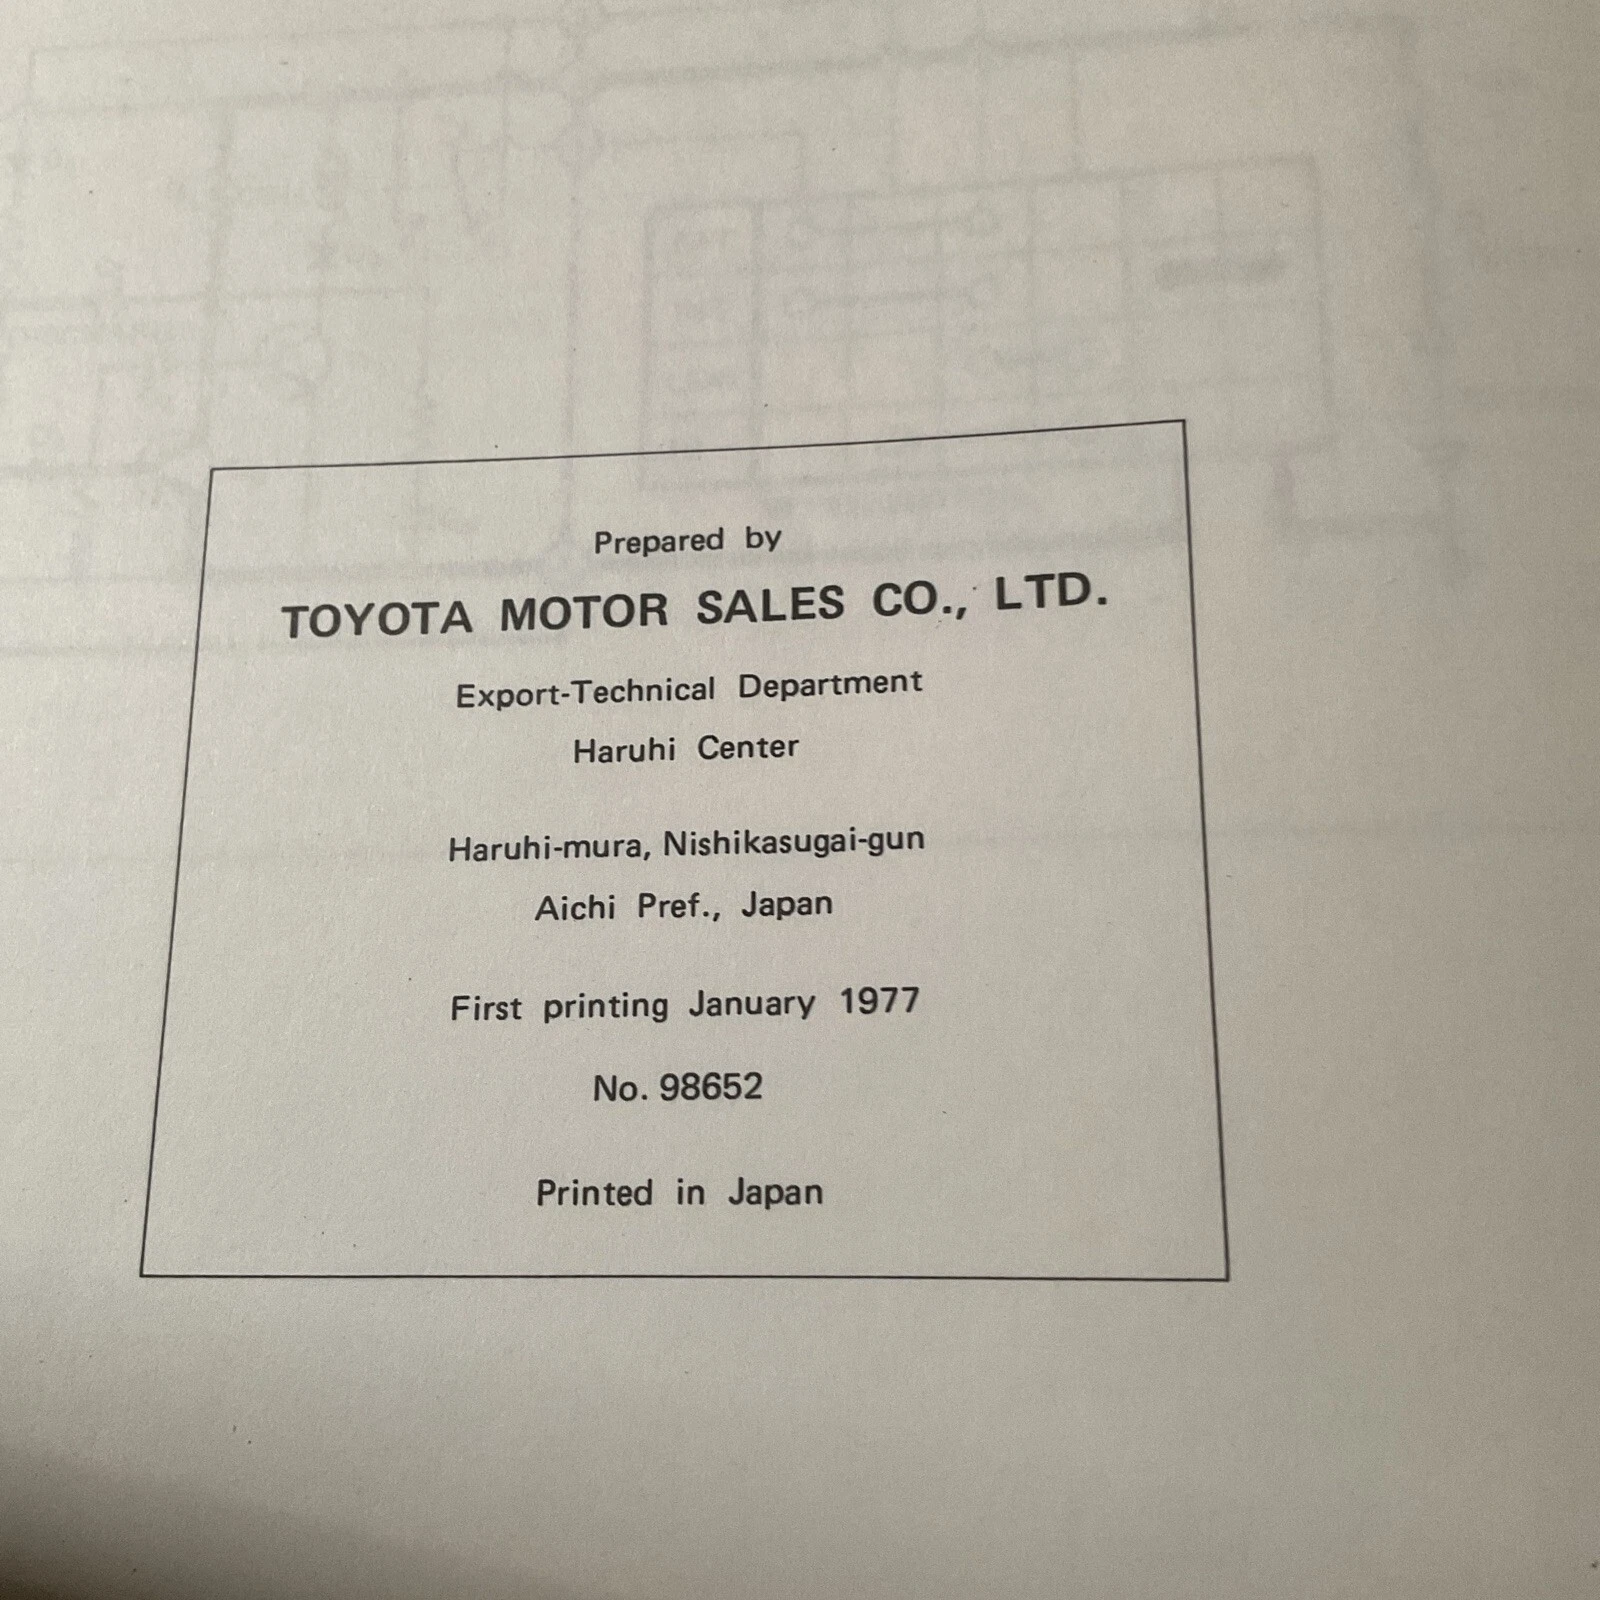 Prepared by
TOYOTA MOTOR SALES CO., LTD.
Export-Technical Department
Haruhi Center
Haruhi-mura, Nishikasugai-gun
Aichi Pref., Japan
First printing January 1977
No. 98652
Printed in Japan